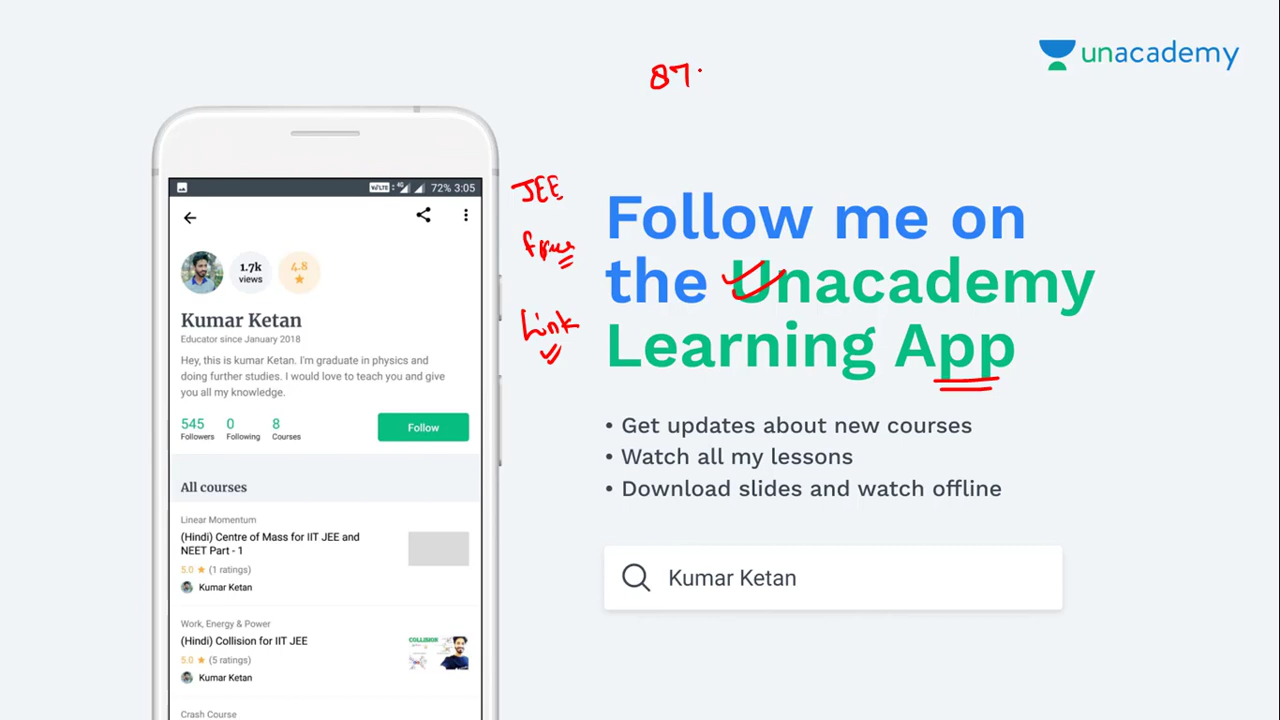 unacademy
87.
VoLTE 4G 72% 3:05
1.7k
views
4.8
Kumar Ketan
Educator since January 2018
Hey, this is kumar Ketan. I'm graduate in physics and
doing further studies. I would love to teach you and give
you all my knowledge.
545 0 8
Followers Following Courses
Follow
All courses
Linear Momentum
(Hindi) Centre of Mass for IIT JEE and
NEET Part - 1
5.0 ★ (1 ratings)
Kumar Ketan
Work, Energy & Power
(Hindi) Collision for IIT JEE
COLLISION
5.0 ★ (5 ratings)
Kumar Ketan
Crash Course
JEE
free
Link
Follow me on
the Unacademy
Learning App
• Get updates about new courses
• Watch all my lessons
• Download slides and watch offline
Kumar Ketan